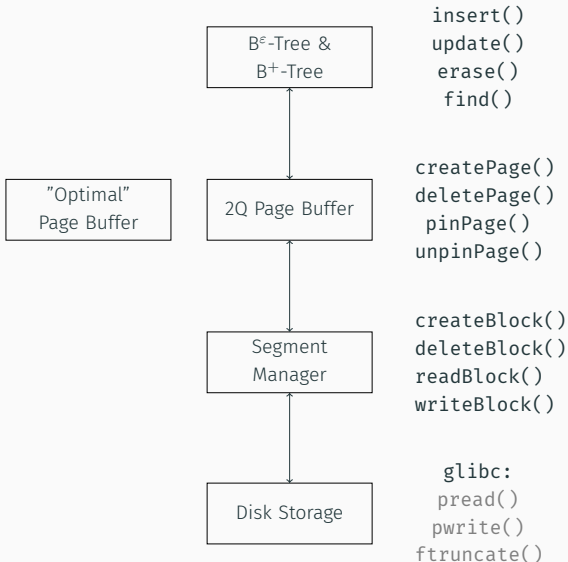 Bᵋ-Tree &
B⁺-Tree
insert()
update()
erase()
find()
”Optimal”
Page Buffer
2Q Page Buffer
createPage()
deletePage()
pinPage()
unpinPage()
Segment
Manager
createBlock()
deleteBlock()
readBlock()
writeBlock()
Disk Storage
glibc:
pread()
pwrite()
ftruncate()